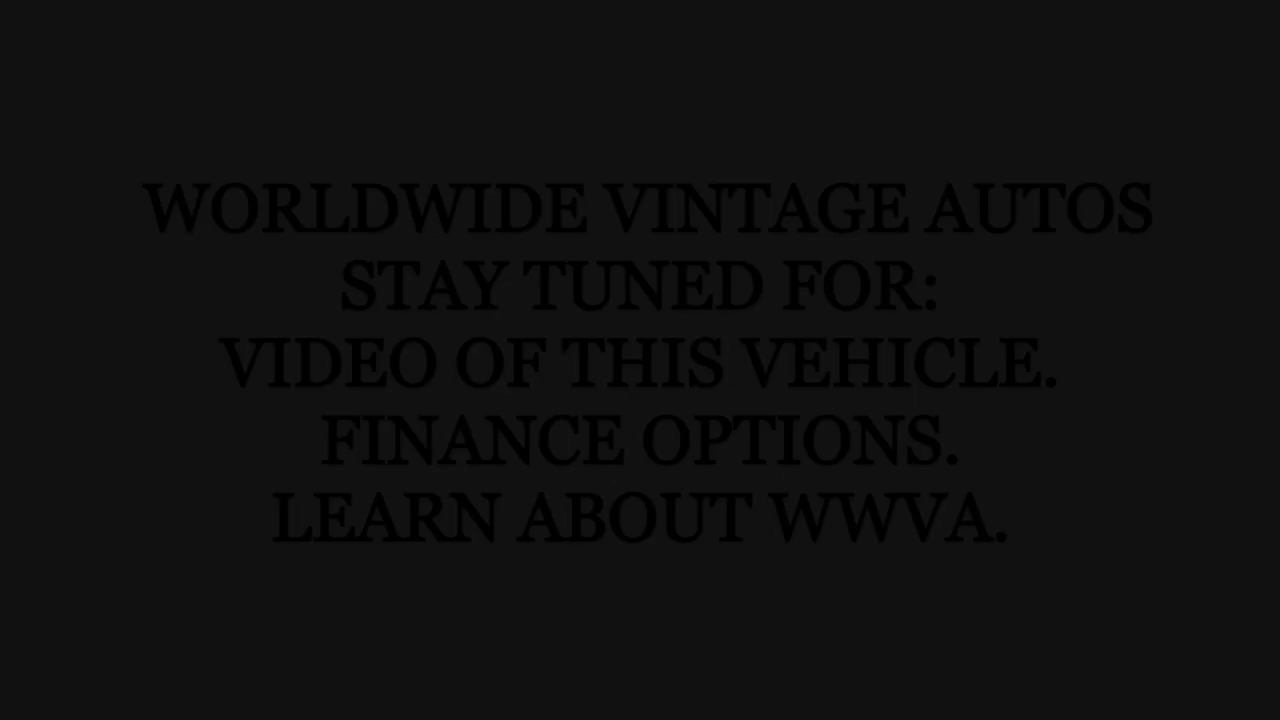 WORLDWIDE VINTAGE AUTOS
STAY TUNED FOR:
VIDEO OF THIS VEHICLE.
FINANCE OPTIONS.
LEARN ABOUT WWVA.